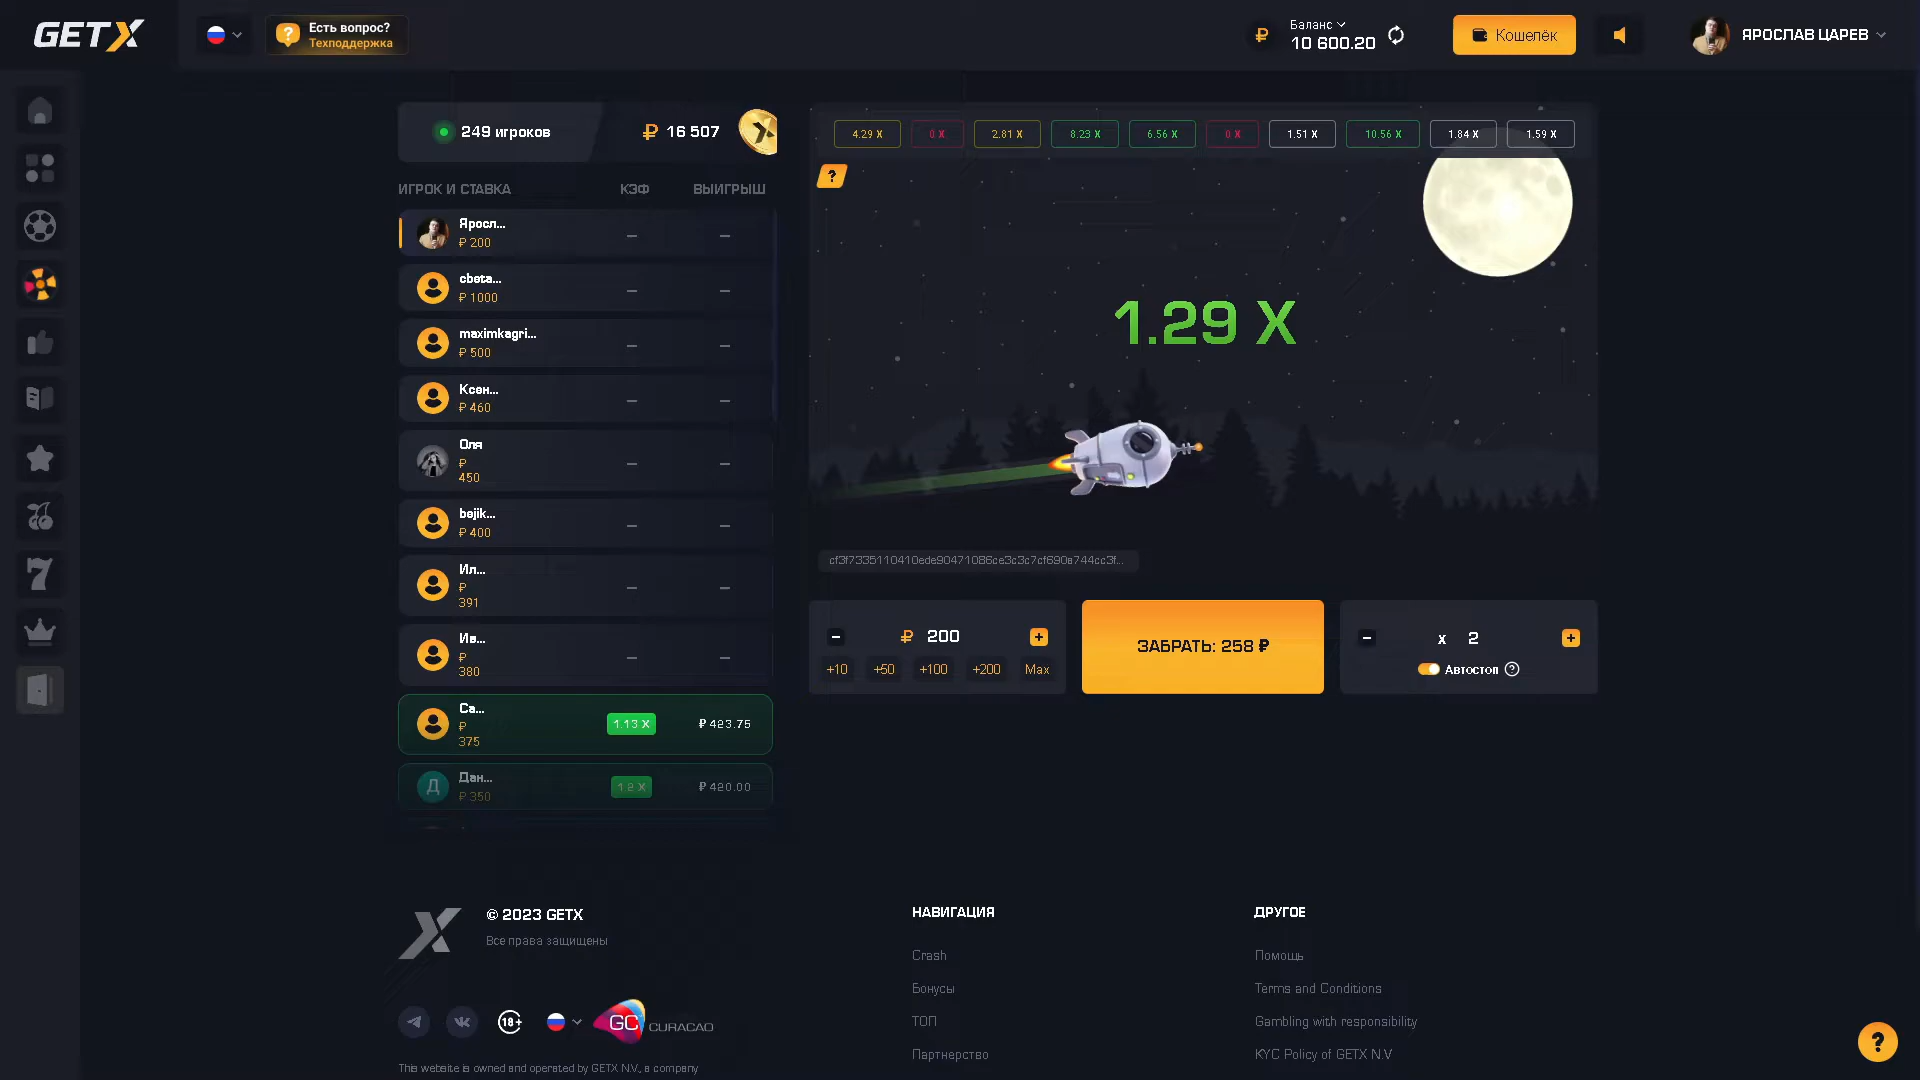 GETX
Есть вопрос?
Техподдержка
Баланс
₽ 10 600.20
Кошелёк
ЯРОСЛАВ ЦАРЕВ
249 игроков
₽ 16 507
4.29 X
0 X
2.81 X
8.23 X
6.56 X
0 X
1.51 X
10.56 X
1.84 X
1.59 X
?
ИГРОК И СТАВКА КЭФ ВЫИГРЫШ
Яросл...
₽ 200
— —
cbeta...
₽ 1000
— —
maximkagri...
₽ 500
— —
Ксен...
₽ 460
— —
Оля
₽
450
— —
bejik...
₽ 400
— —
Ил...
₽
391
— —
Ив...
₽
380
— —
Са...
₽
375
1.13 X ₽ 423.75
Д
Дан...
₽ 350
1.2 X ₽ 420.00
1.29 X
cf3f7335110410ede90471086ce3c3c7cf690a744cc3f...
₽ 200
+10 +50 +100 +200 Max
ЗАБРАТЬ: 258 ₽
x 2
Автостоп ?
© 2023 GETX
Все права защищены
18+
GC CURACAO
This website is owned and operated by GETX N.V., a company
НАВИГАЦИЯ
Crash
Бонусы
ТОП
Партнерство
ДРУГОЕ
Помощь
Terms and Conditions
Gambling with responsibility
KYC Policy of GETX N.V
?